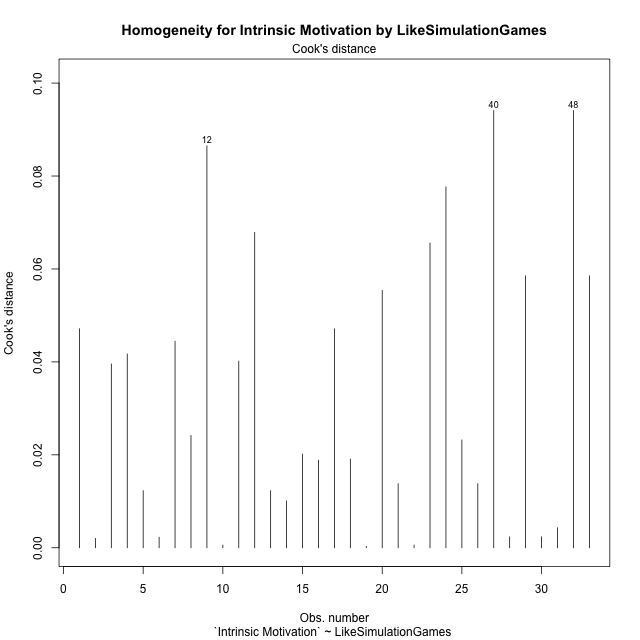 Homogeneity for Intrinsic Motivation by LikeSimulationGames
Cook's distance
Cook's distance
0.10
0.08
0.06
0.04
0.02
0.00
12
40
48
0 5 10 15 20 25 30
Obs. number
`Intrinsic Motivation` ~ LikeSimulationGames